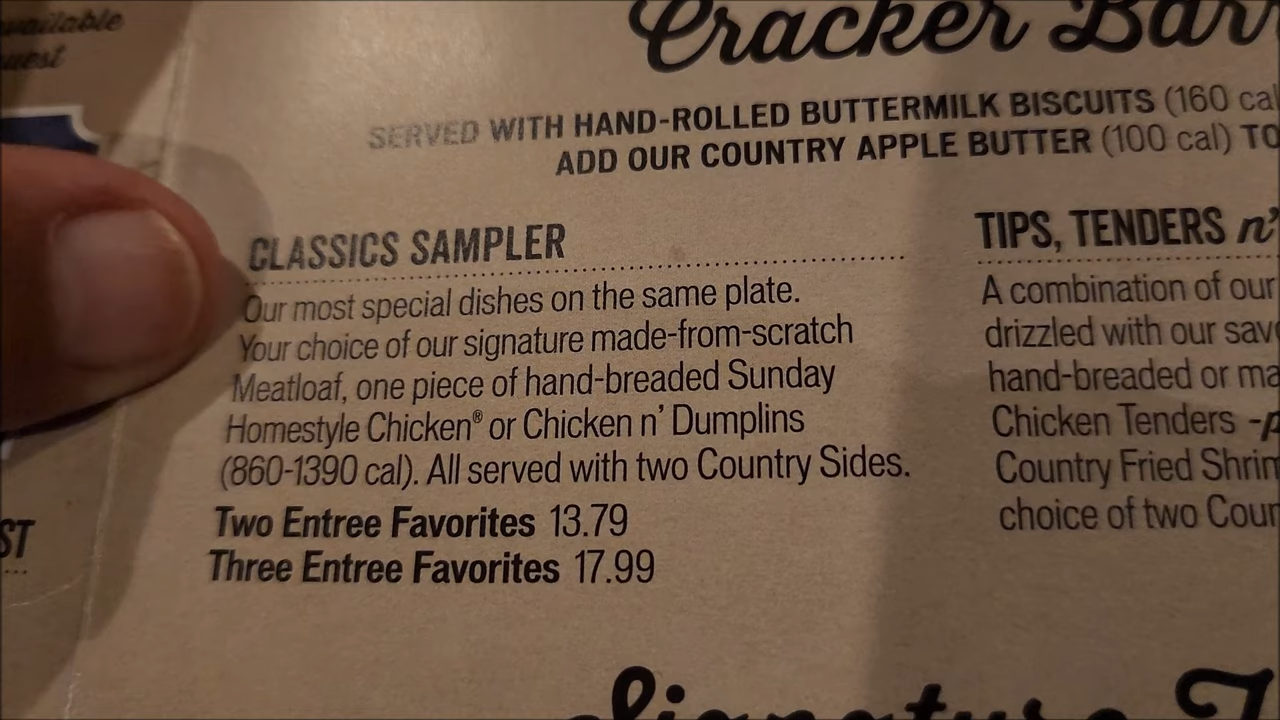 Cracker
SERVED WITH HAND-ROLLED BUTTERMILK BISCUITS (160 cal
ADD OUR COUNTRY APPLE BUTTER (100 cal) TO
CLASSICS SAMPLER
Our most special dishes on the same plate.
Your choice of our signature made-from-scratch
Meatloaf, one piece of hand-breaded Sunday
Homestyle Chicken® or Chicken n' Dumplins
(860-1390 cal). All served with two Country Sides.
Two Entree Favorites 13.79
Three Entree Favorites 17.99
TIPS, TENDERS n'
A combination of our
drizzled with our
hand-breaded or
Chicken Tenders
Country Fried
choice of two